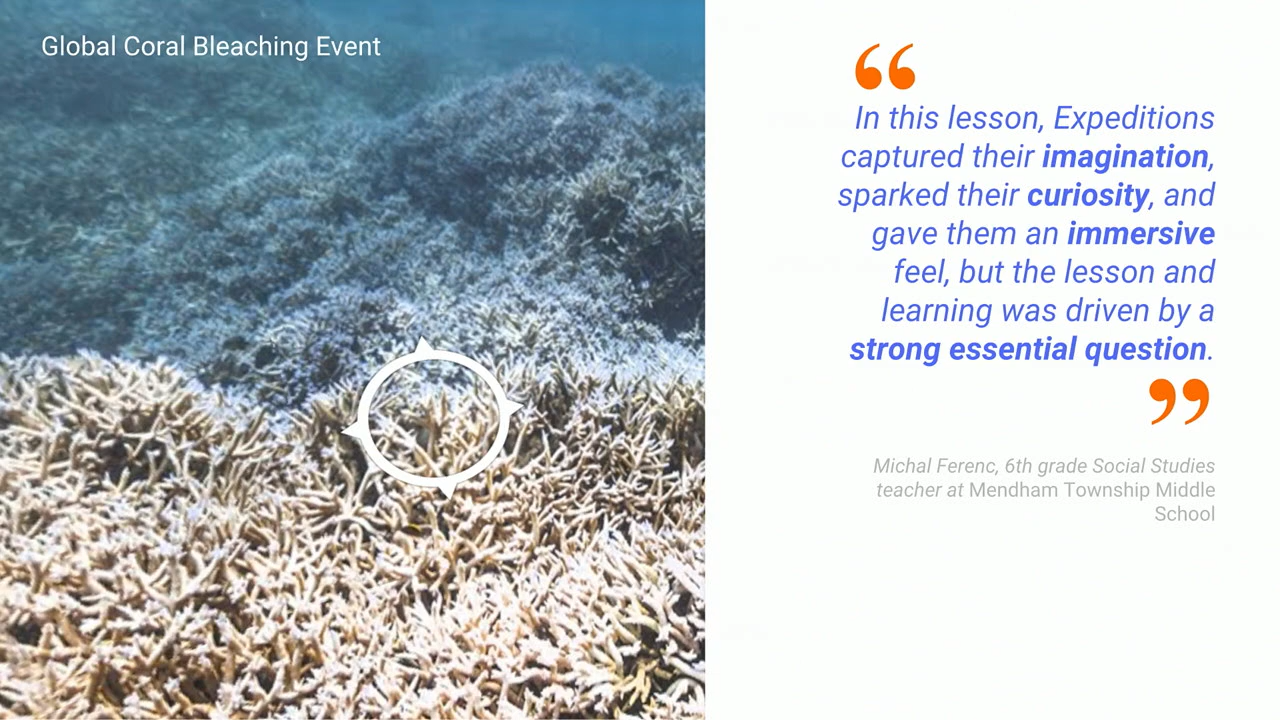 Global Coral Bleaching Event
“
In this lesson, Expeditions
captured their imagination,
sparked their curiosity, and
gave them an immersive
feel, but the lesson and
learning was driven by a
strong essential question.
”
Michal Ferenc, 6th grade Social Studies
teacher at Mendham Township Middle
School